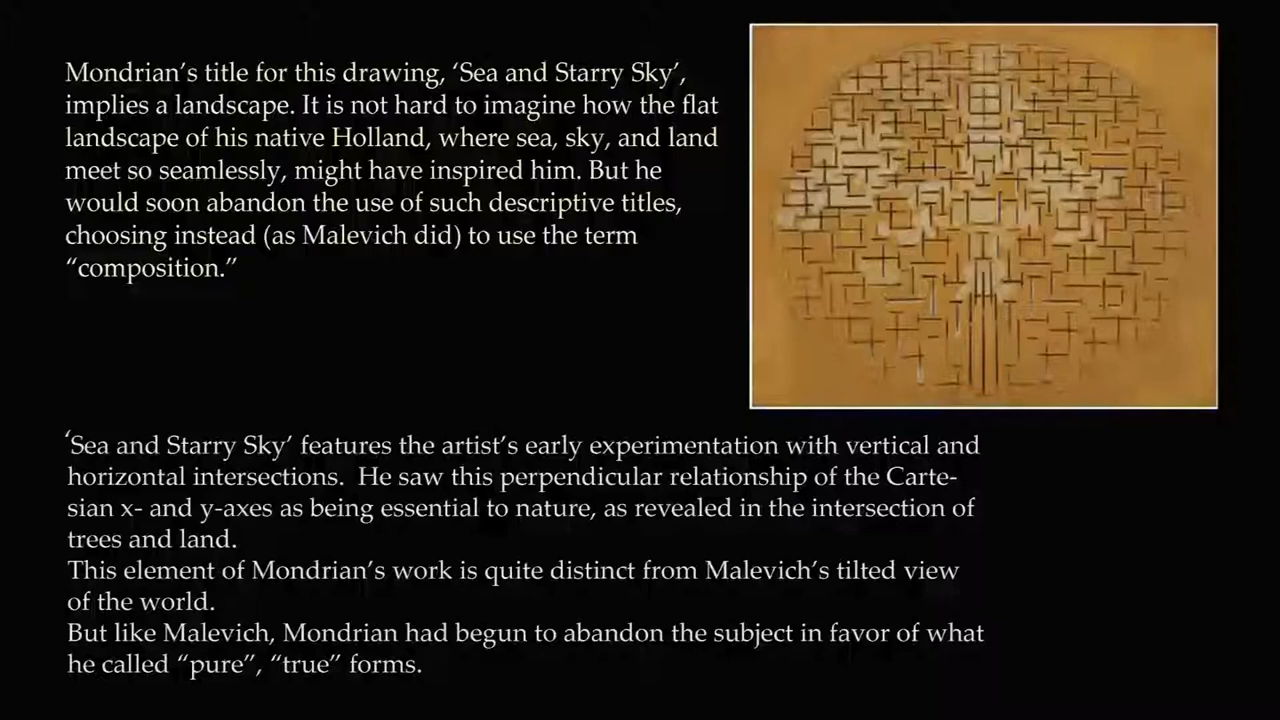 Mondrian’s title for this drawing, ‘Sea and Starry Sky’,
implies a landscape. It is not hard to imagine how the flat
landscape of his native Holland, where sea, sky, and land
meet so seamlessly, might have inspired him. But he
would soon abandon the use of such descriptive titles,
choosing instead (as Malevich did) to use the term
“composition.”
‘Sea and Starry Sky’ features the artist’s early experimentation with vertical and
horizontal intersections.  He saw this perpendicular relationship of the Carte-
sian x- and y-axes as being essential to nature, as revealed in the intersection of
trees and land.
This element of Mondrian’s work is quite distinct from Malevich’s tilted view
of the world.
But like Malevich, Mondrian had begun to abandon the subject in favor of what
he called “pure”, “true” forms.